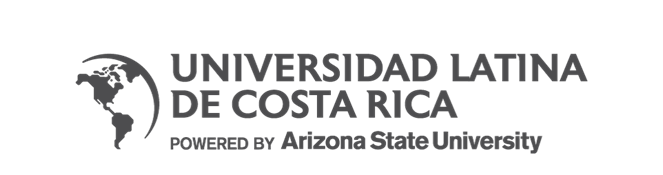 UNIVERSIDAD LATINA
DE COSTA RICA
POWERED BY Arizona State University